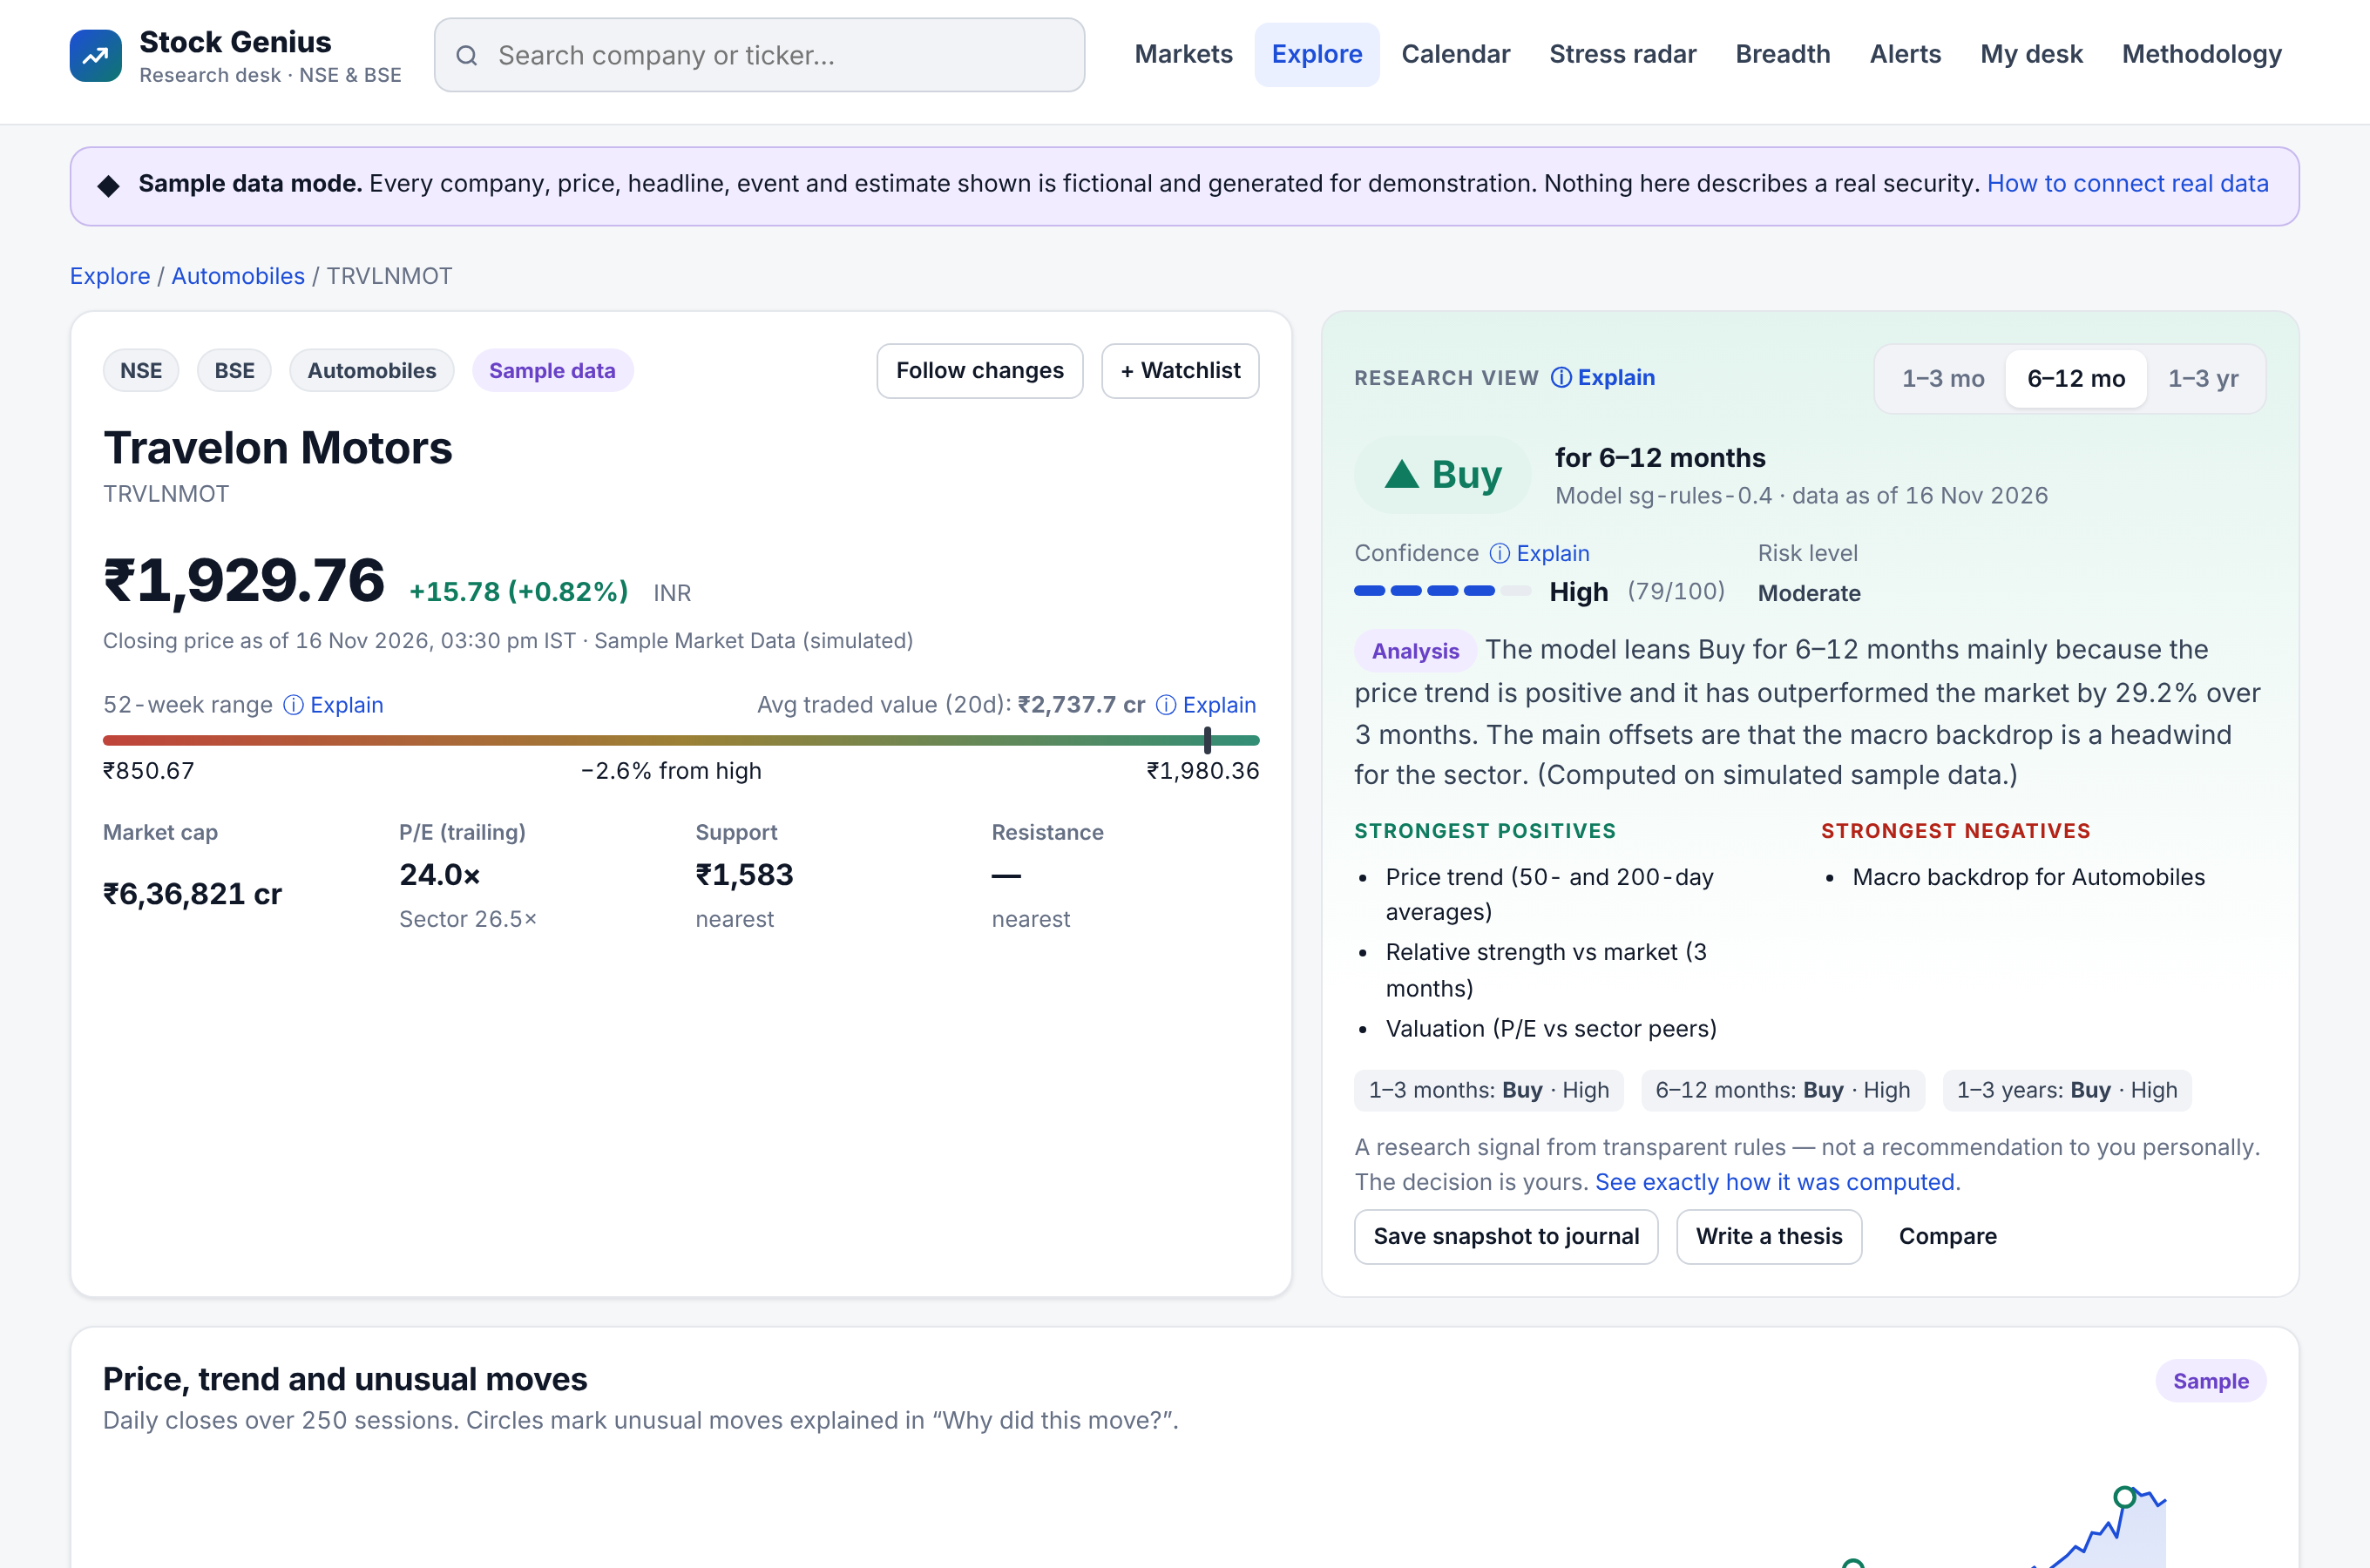 Stock Genius
Research desk · NSE & BSE
Search company or ticker...
Markets
Explore
Calendar
Stress radar
Breadth
Alerts
My desk
Methodology
◆ Sample data mode. Every company, price, headline, event and estimate shown is fictional and generated for demonstration. Nothing here describes a real security. How to connect real data
Explore / Automobiles / TRVLNMOT
NSE
BSE
Automobiles
Sample data
Follow changes
+ Watchlist
Travelon Motors
TRVLNMOT
₹1,929.76 +15.78 (+0.82%) INR
Closing price as of 16 Nov 2026, 03:30 pm IST · Sample Market Data (simulated)
52-week range ⓘ Explain
Avg traded value (20d): ₹2,737.7 cr ⓘ Explain
₹850.67
−2.6% from high
₹1,980.36
Market cap
₹6,36,821 cr
P/E (trailing)
24.0×
Sector 26.5×
Support
₹1,583
nearest
Resistance
—
nearest
RESEARCH VIEW ⓘ Explain
1–3 mo
6–12 mo
1–3 yr
▲ Buy
for 6–12 months
Model sg-rules-0.4 · data as of 16 Nov 2026
Confidence ⓘ Explain
High (79/100)
Risk level
Moderate
Analysis The model leans Buy for 6–12 months mainly because the
price trend is positive and it has outperformed the market by 29.2% over
3 months. The main offsets are that the macro backdrop is a headwind
for the sector. (Computed on simulated sample data.)
STRONGEST POSITIVES
• Price trend (50- and 200-day
averages)
• Relative strength vs market (3
months)
• Valuation (P/E vs sector peers)
STRONGEST NEGATIVES
• Macro backdrop for Automobiles
1–3 months: Buy · High
6–12 months: Buy · High
1–3 years: Buy · High
A research signal from transparent rules — not a recommendation to you personally.
The decision is yours. See exactly how it was computed.
Save snapshot to journal
Write a thesis
Compare
Price, trend and unusual moves
Sample
Daily closes over 250 sessions. Circles mark unusual moves explained in “Why did this move?”.